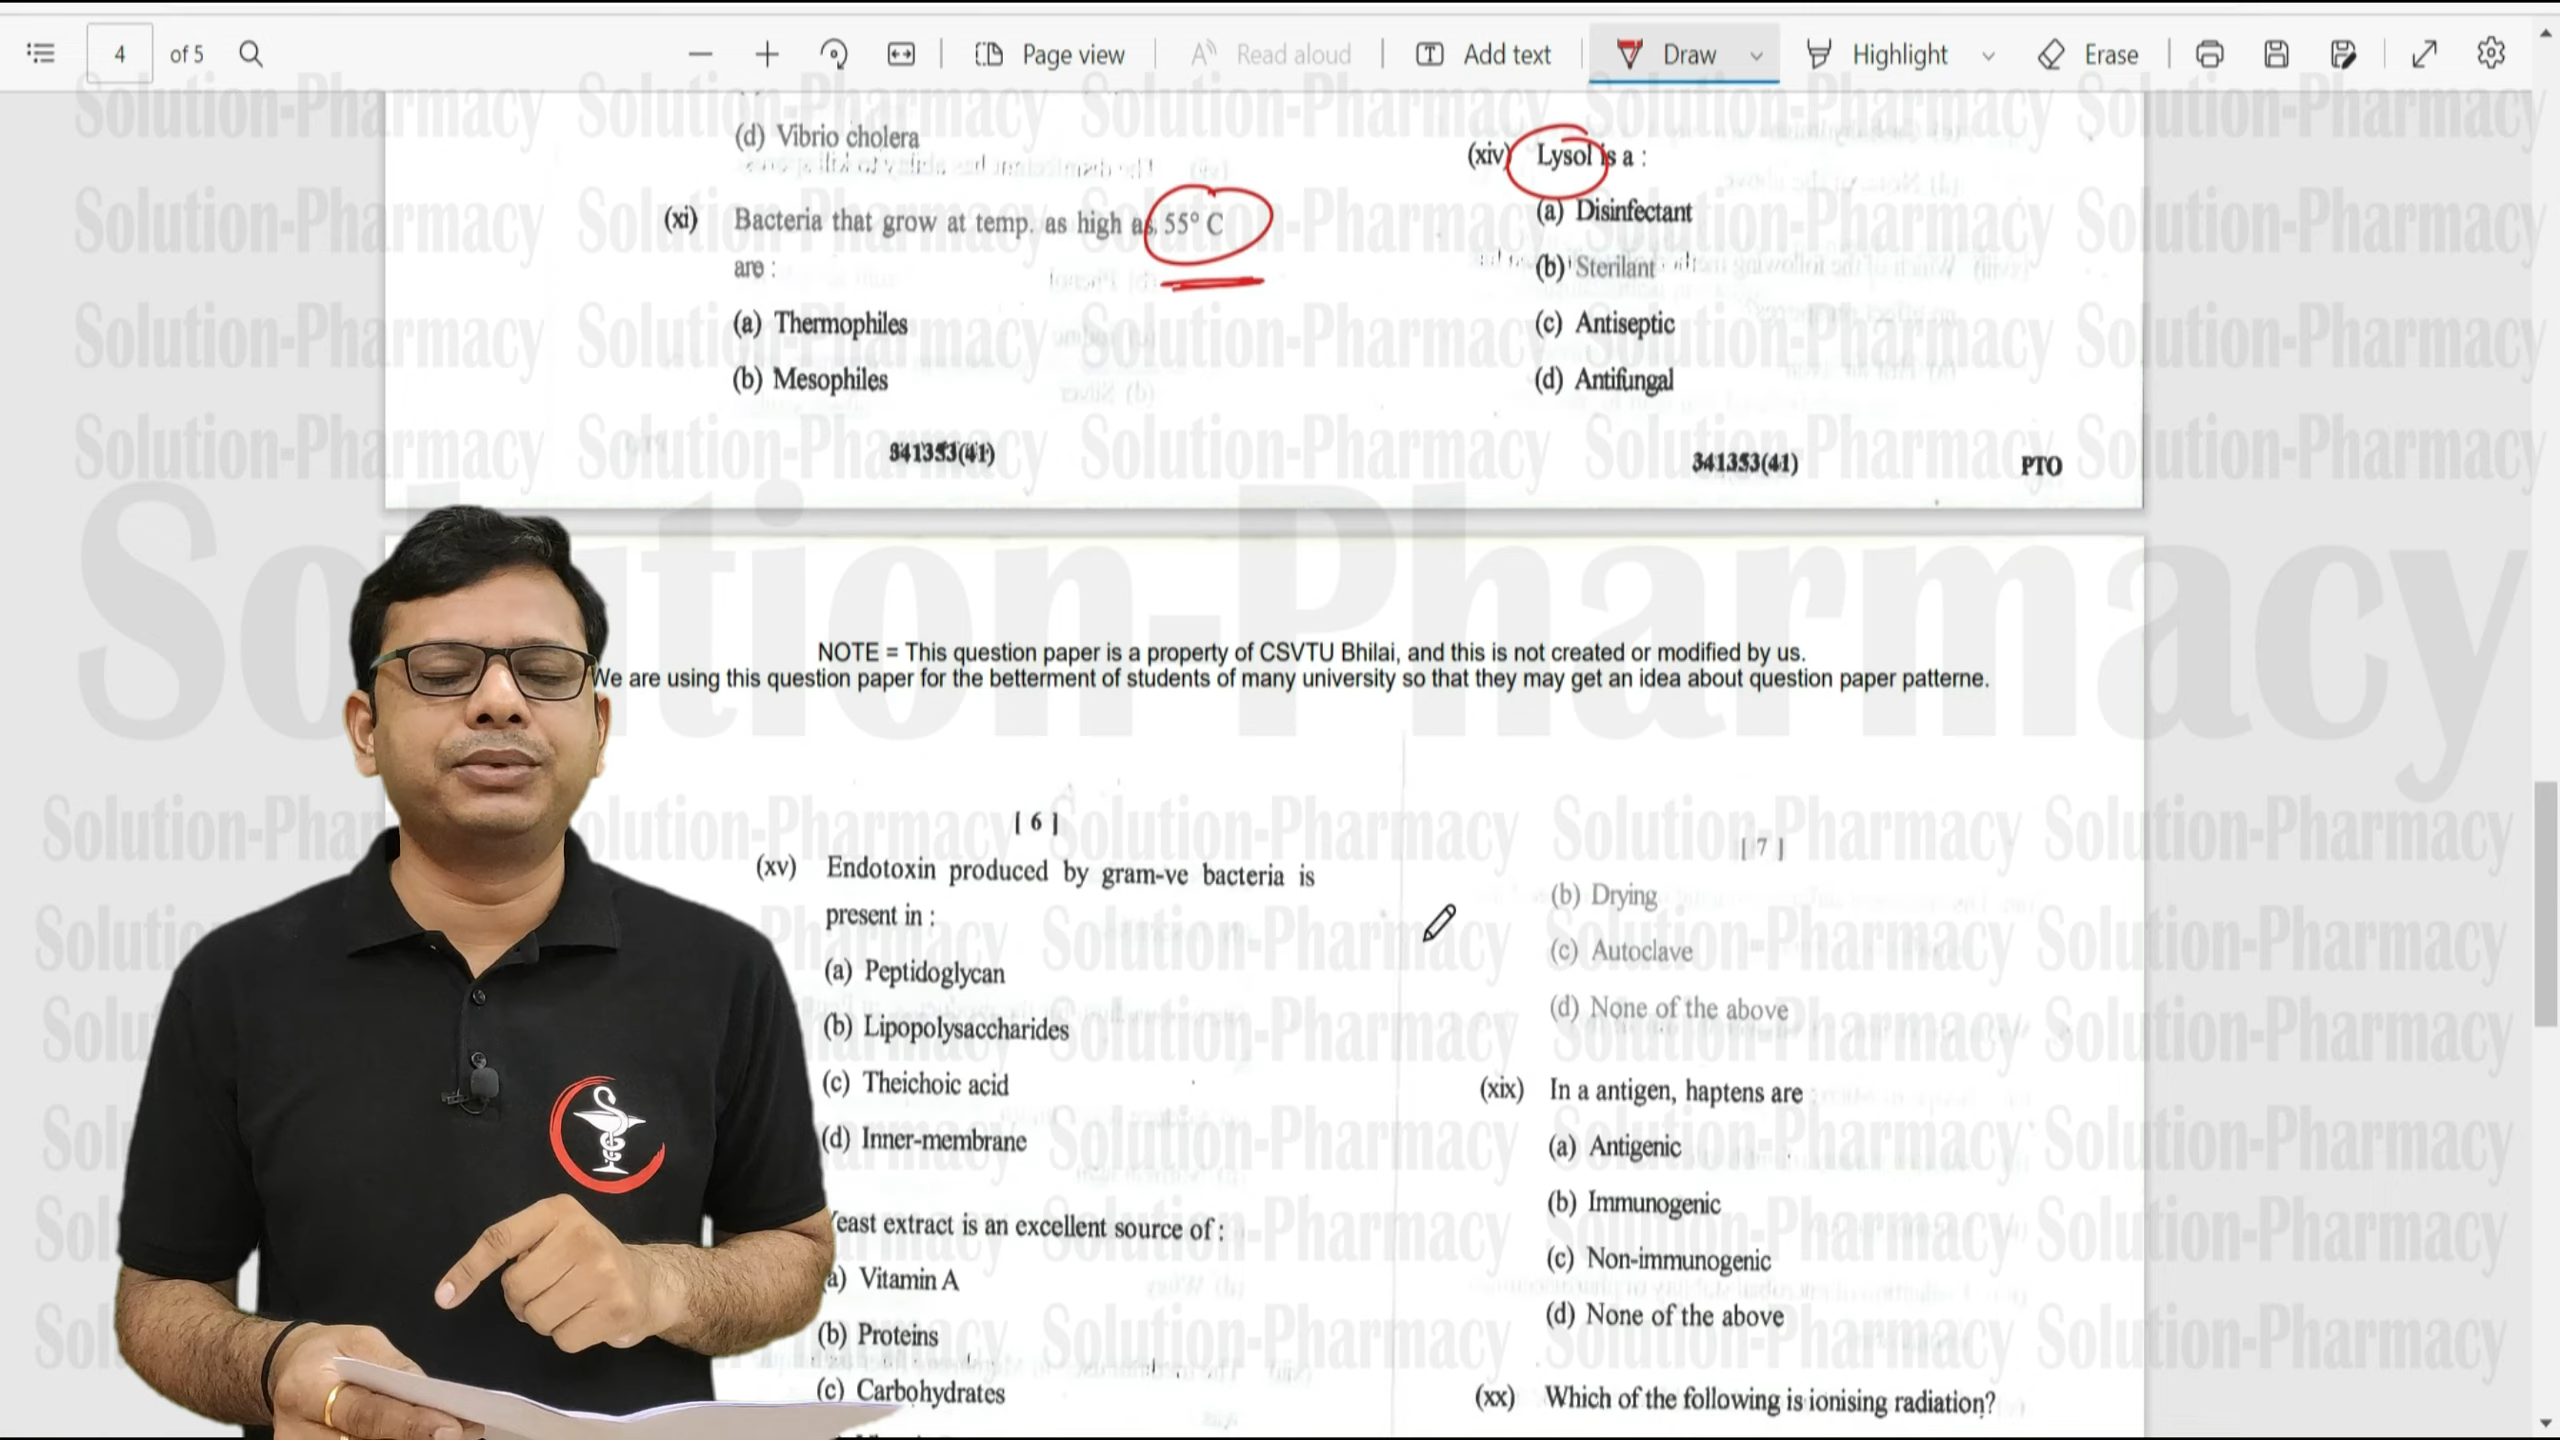 4 of 5
Page view
Read aloud
Add text
Draw
Highlight
Erase
(d) Vibrio cholera
(xi) Bacteria that grow at temp. as high as 55° C
are :
(a) Thermophiles
(b) Mesophiles
341353(41)
(xiv) Lysol is a :
(a) Disinfectant
(b) Sterilant
(c) Antiseptic
(d) Antifungal
341353(41)
PTO
Solution-Pharmacy
NOTE = This question paper is a property of CSVTU Bhilai, and this is not created or modified by us.
We are using this question paper for the betterment of students of many university so that they may get an idea about question paper patterne.
[ 6 ]
(xv) Endotoxin produced by gram-ve bacteria is
present in :
(a) Peptidoglycan
(b) Lipopolysaccharides
(c) Theichoic acid
(d) Inner-membrane
Yeast extract is an excellent source of :
(a) Vitamin A
(b) Proteins
(c) Carbohydrates
[ 7 ]
(b) Drying
(c) Autoclave
(d) None of the above
(xix) In a antigen, haptens are
(a) Antigenic
(b) Immunogenic
(c) Non-immunogenic
(d) None of the above
(xx) Which of the following is ionising radiation?